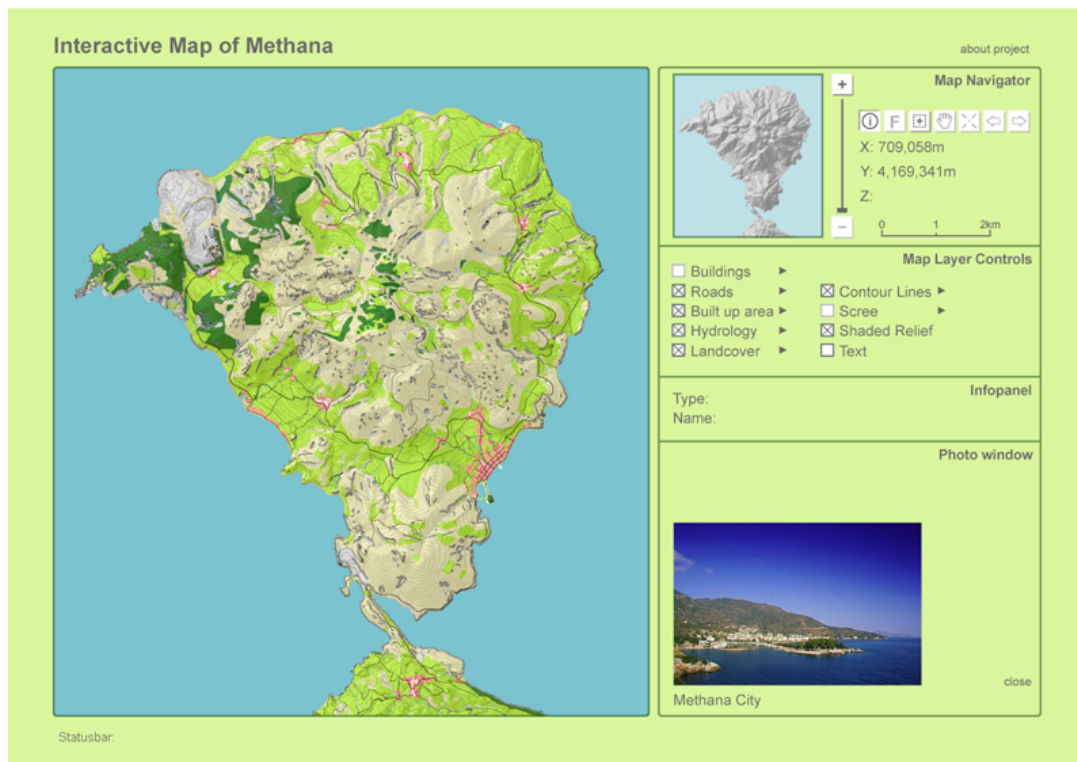 Interactive Map of Methana
about project
Map Navigator
+
i F
X: 709,058m
Y: 4,169,341m
Z:
0 1 2km
–
Map Layer Controls
Buildings
Roads
Contour Lines
Built up area
Scree
Hydrology
Shaded Relief
Landcover
Text
Infopanel
Type:
Name:
Photo window
close
Methana City
Statusbar: